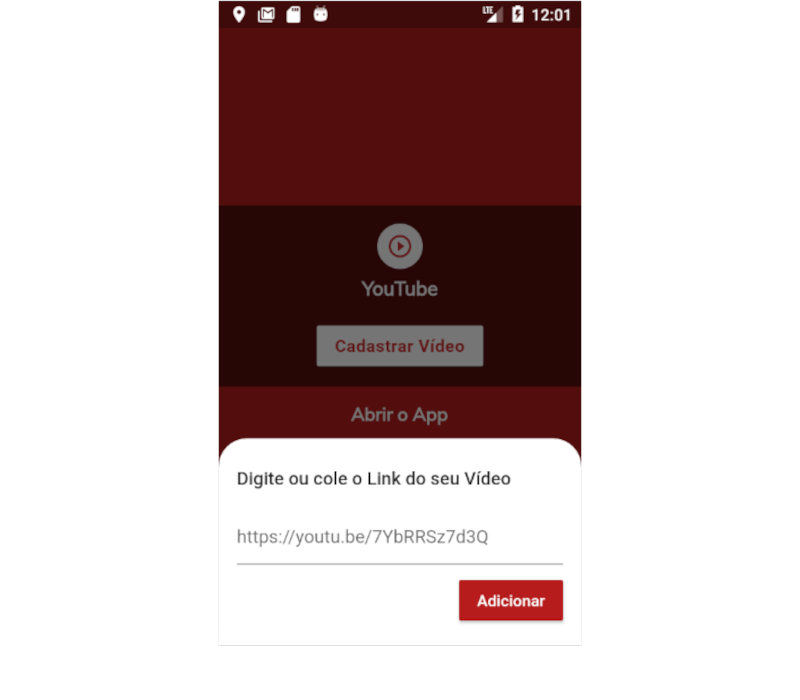 LTE 12:01
YouTube
Cadastrar Vídeo
Abrir o App
Digite ou cole o Link do seu Vídeo
https://youtu.be/7YbRRSz7d3Q
Adicionar